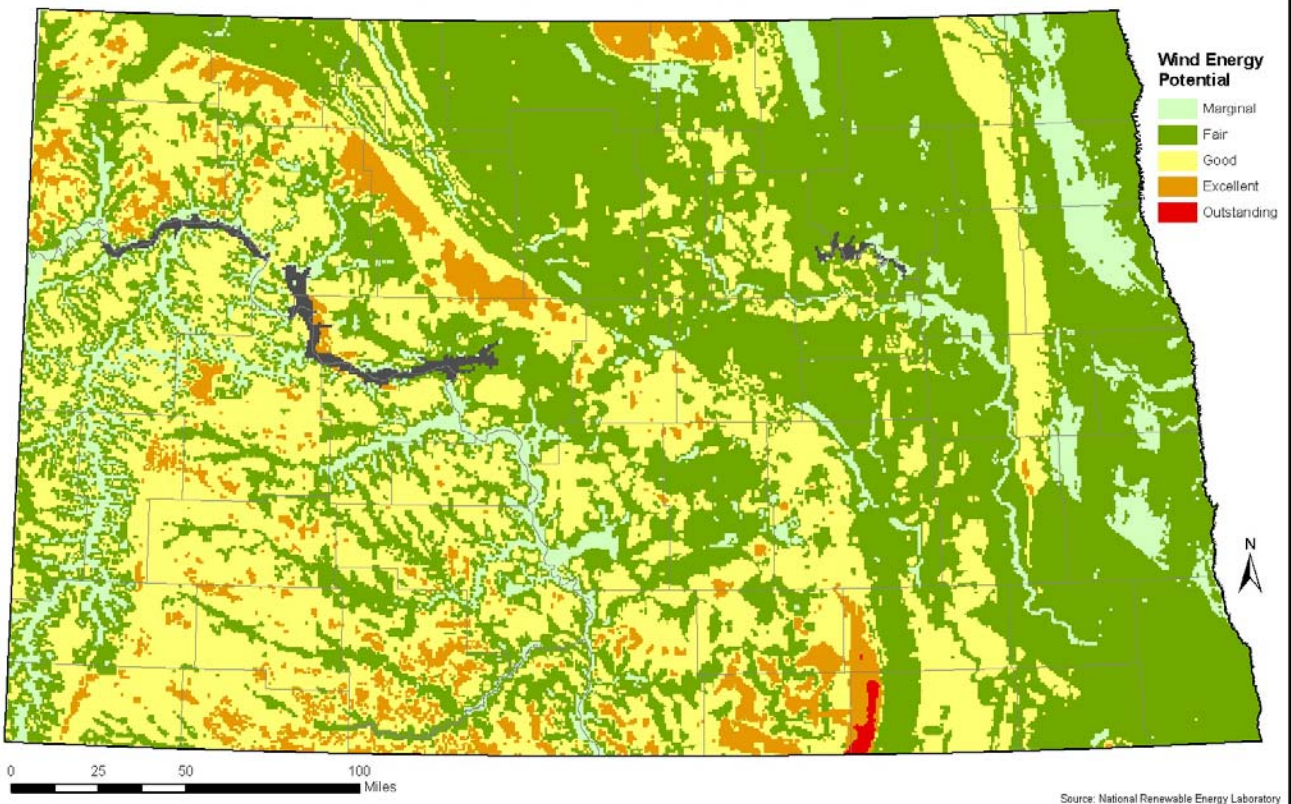 Wind Energy
Potential
Marginal
Fair
Good
Excellent
Outstanding
N
0 25 50 100
Miles
Source: National Renewable Energy Laboratory